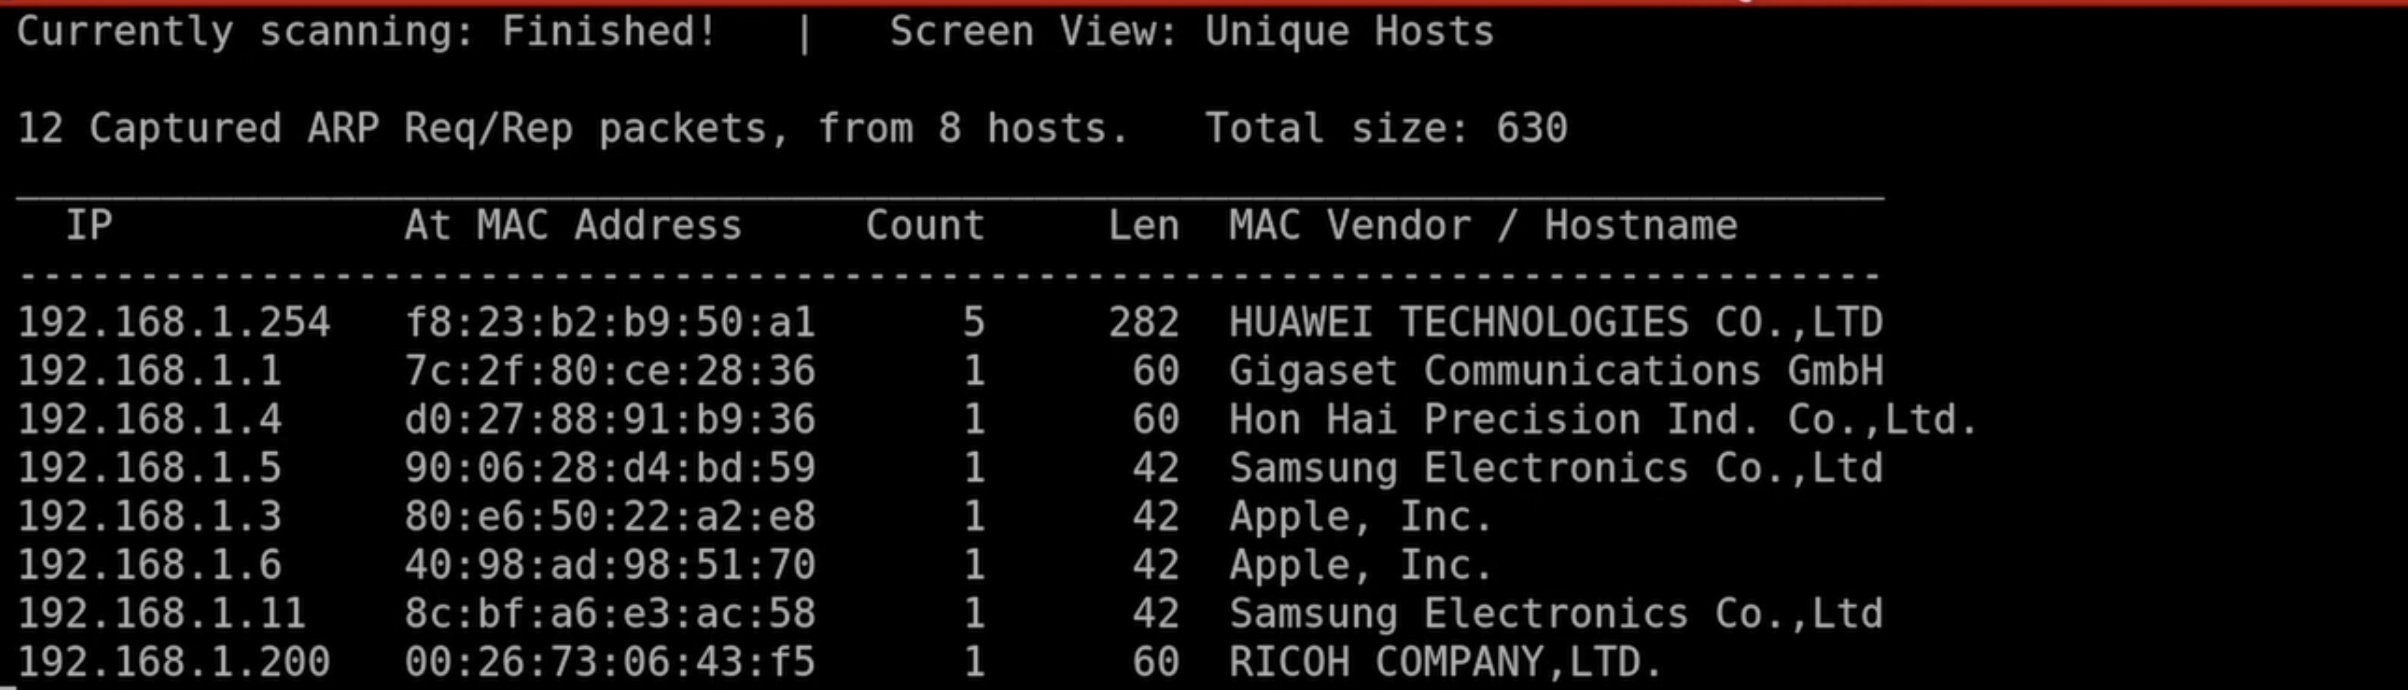 Currently scanning: Finished!   |   Screen View: Unique Hosts
12 Captured ARP Req/Rep packets, from 8 hosts.   Total size: 630
_____________________________________________________________________________
  IP            At MAC Address     Count     Len  MAC Vendor / Hostname
-----------------------------------------------------------------------------
192.168.1.254   f8:23:b2:b9:50:a1      5     282  HUAWEI TECHNOLOGIES CO.,LTD
192.168.1.1     7c:2f:80:ce:28:36      1      60  Gigaset Communications GmbH
192.168.1.4     d0:27:88:91:b9:36      1      60  Hon Hai Precision Ind. Co.,Ltd.
192.168.1.5     90:06:28:d4:bd:59      1      42  Samsung Electronics Co.,Ltd
192.168.1.3     80:e6:50:22:a2:e8      1      42  Apple, Inc.
192.168.1.6     40:98:ad:98:51:70      1      42  Apple, Inc.
192.168.1.11    8c:bf:a6:e3:ac:58      1      42  Samsung Electronics Co.,Ltd
192.168.1.200   00:26:73:06:43:f5      1      60  RICOH COMPANY,LTD.